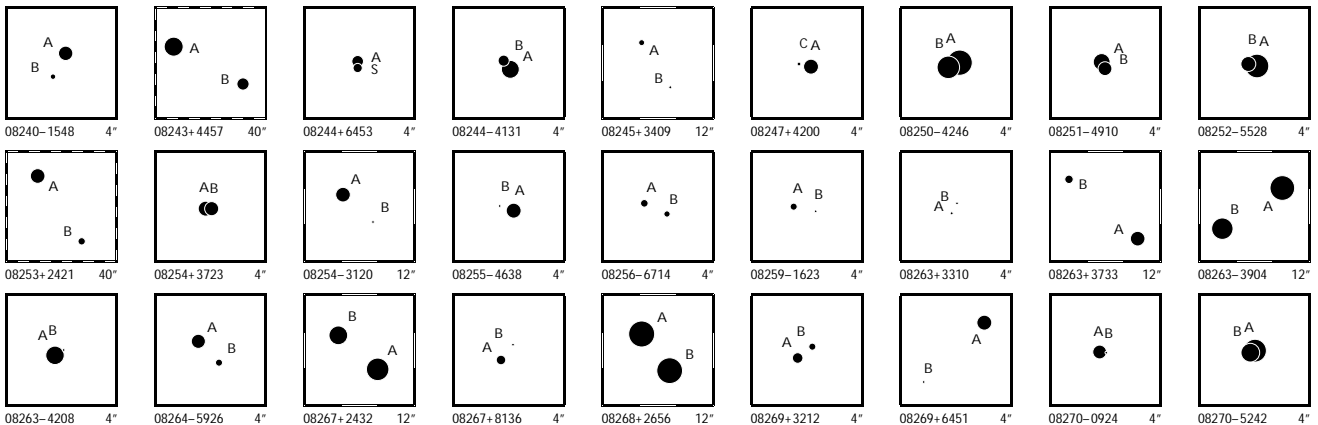 A
B
08240−1548 4″
A
B
08243+4457 40″
A
S
08244+6453 4″
B
A
08244−4131 4″
A
B
08245+3409 12″
C A
08247+4200 4″
B A
08250−4246 4″
A
B
08251−4910 4″
B A
08252−5528 4″
A
B
08253+2421 40″
A B
08254+3723 4″
A
B
08254−3120 12″
B A
08255−4638 4″
A
B
08256−6714 4″
A B
08259−1623 4″
B
A
08263+3310 4″
B
A
08263+3733 12″
B A
08263−3904 12″
A B
08263−4208 4″
A
B
08264−5926 4″
B
A
08267+2432 12″
B
A
08267+8136 4″
A
B
08268+2656 12″
B
A
08269+3212 4″
A
B
08269+6451 4″
A B
08270−0924 4″
B A
08270−5242 4″